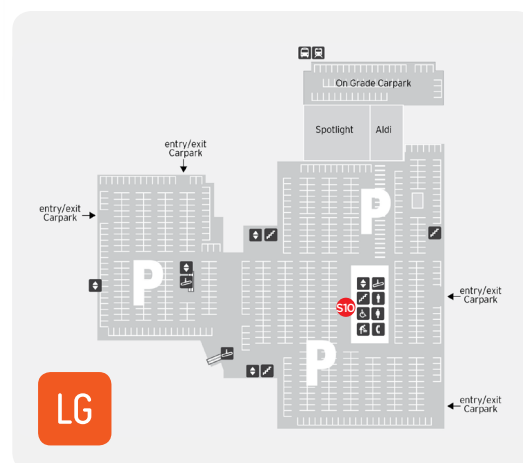 On Grade Carpark
Spotlight
Aldi
entry/exit
Carpark
entry/exit
Carpark
P
P
S10
entry/exit
Carpark
P
LG
entry/exit
Carpark